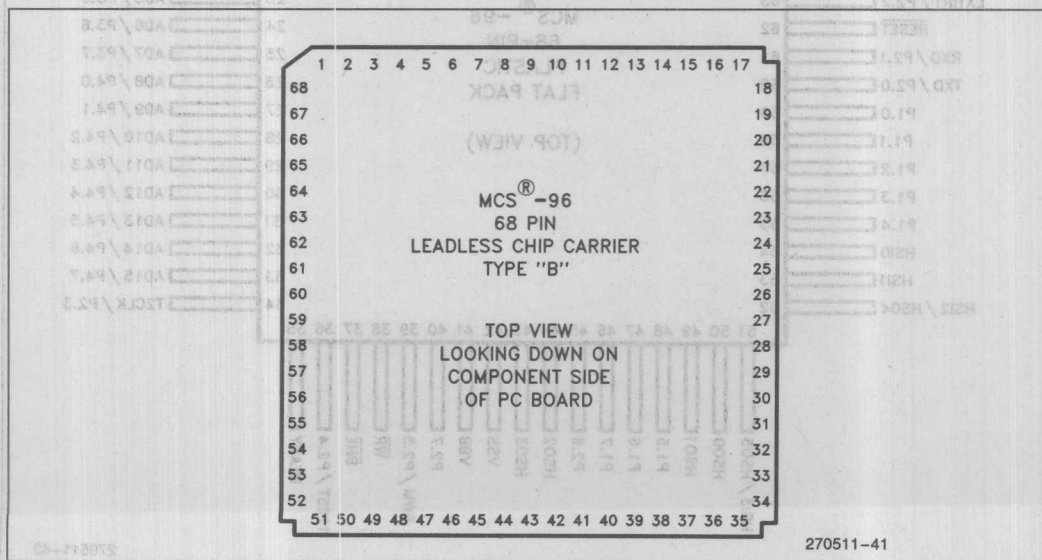 1 2 3 4 5 6 7 8 9 10 11 12 13 14 15 16 17
68 18
67 19
66 20
65 21
64 22
63 23
62 24
61 25
60 26
59 27
58 28
57 29
56 30
55 31
54 32
53 33
52 34
MCS®-96
68 PIN
LEADLESS CHIP CARRIER
TYPE "B"
TOP VIEW
LOOKING DOWN ON
COMPONENT SIDE
OF PC BOARD
51 50 49 48 47 46 45 44 43 42 41 40 39 38 37 36 35
270511-41